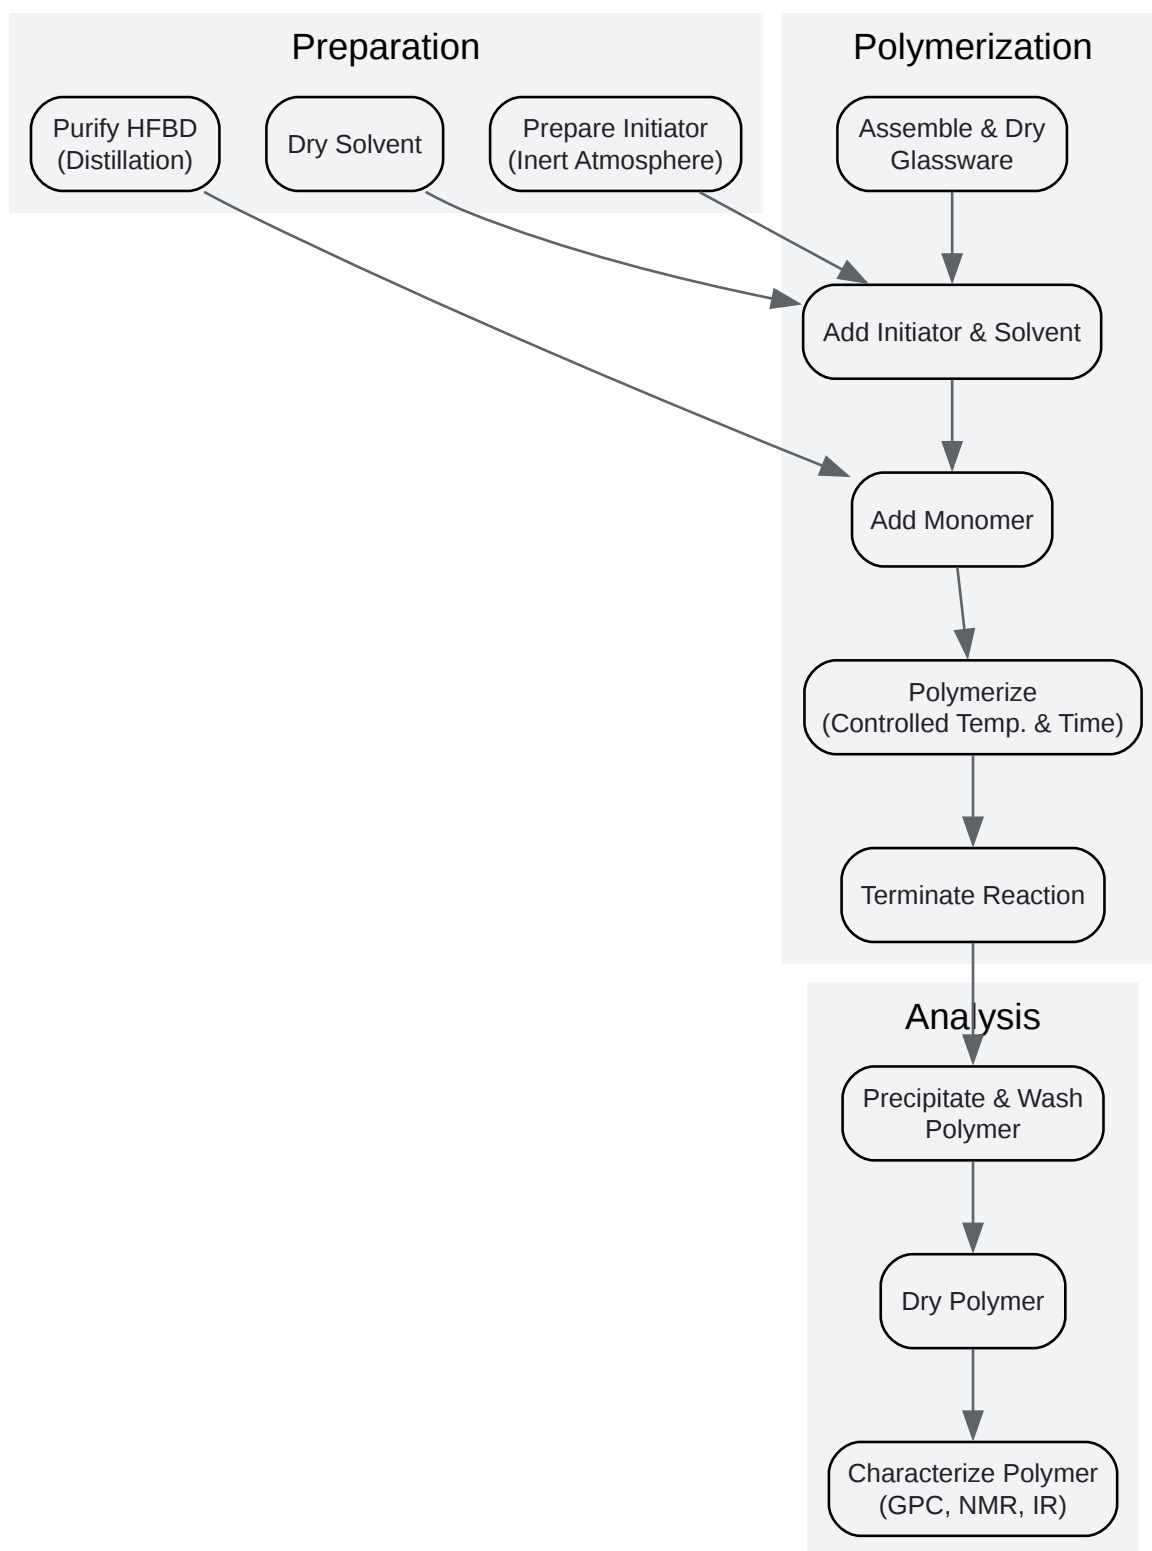 Preparation
Purify HFBD
(Distillation)
Dry Solvent
Prepare Initiator
(Inert Atmosphere)
Polymerization
Assemble & Dry
Glassware
Add Initiator & Solvent
Add Monomer
Polymerize
(Controlled Temp. & Time)
Terminate Reaction
Analysis
Precipitate & Wash
Polymer
Dry Polymer
Characterize Polymer
(GPC, NMR, IR)